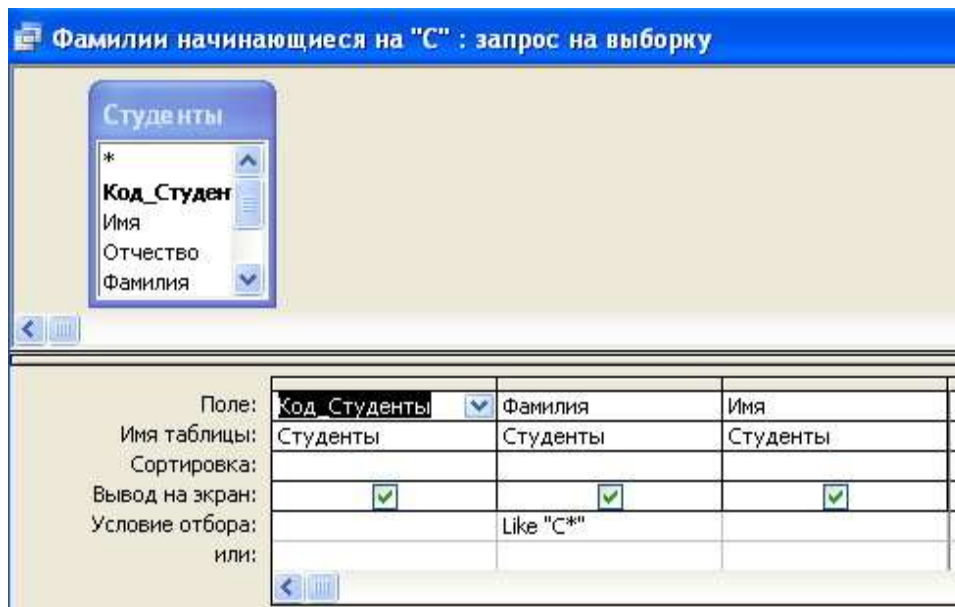 Фамилии начинающиеся на "С" : запрос на выборку
Студенты
*
Код_Студен
Имя
Отчество
Фамилия
Поле: Код_Студенты Фамилия Имя
Имя таблицы: Студенты Студенты Студенты
Сортировка:
Вывод на экран:
Условие отбора: Like "С*"
или: